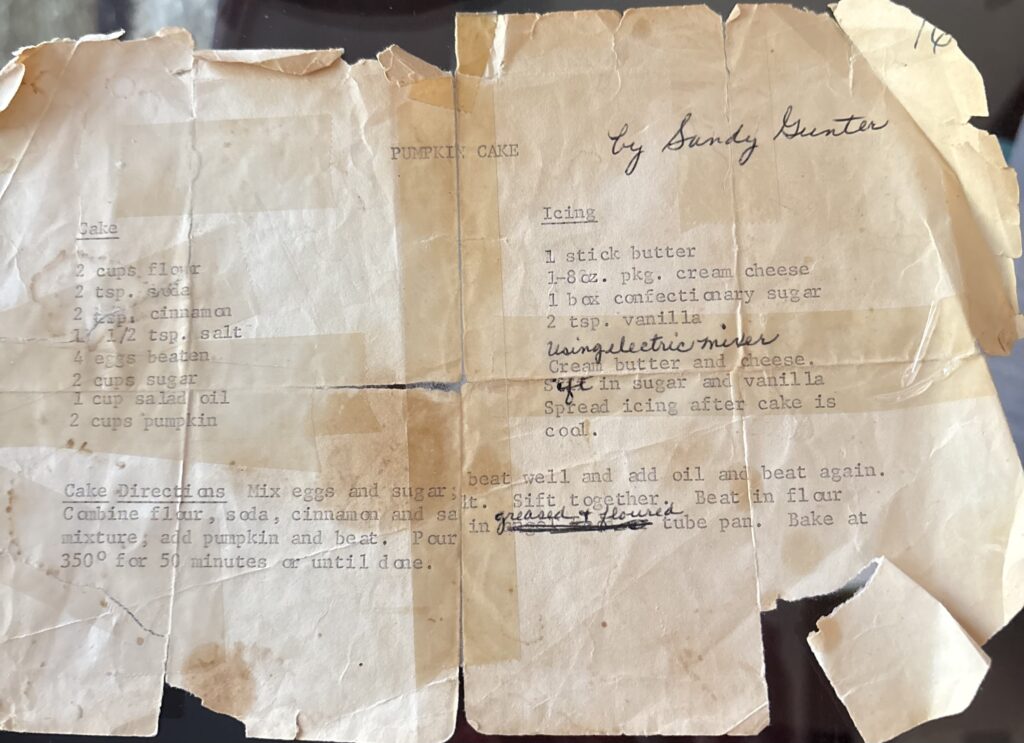 16
by Sandy Gunter
PUMPKIN CAKE
Cake
2 cups flour
2 tsp. soda
2 tsp. cinnamon
1 1/2 tsp. salt
4 eggs beaten
2 cups sugar
1 cup salad oil
2 cups pumpkin
Icing
1 stick butter
1-8oz. pkg. cream cheese
1 box confectionary sugar
2 tsp. vanilla
Using electric mixer
Cream butter and cheese.
Sift in sugar and vanilla
Spread icing after cake is
cool.
Cake Directions Mix eggs and sugar; beat well and add oil and beat again.
Combine flour, soda, cinnamon and salt. Sift together. Beat in flour
mixture; add pumpkin and beat. Pour in greased & floured tube pan. Bake at
350° for 50 minutes or until done.